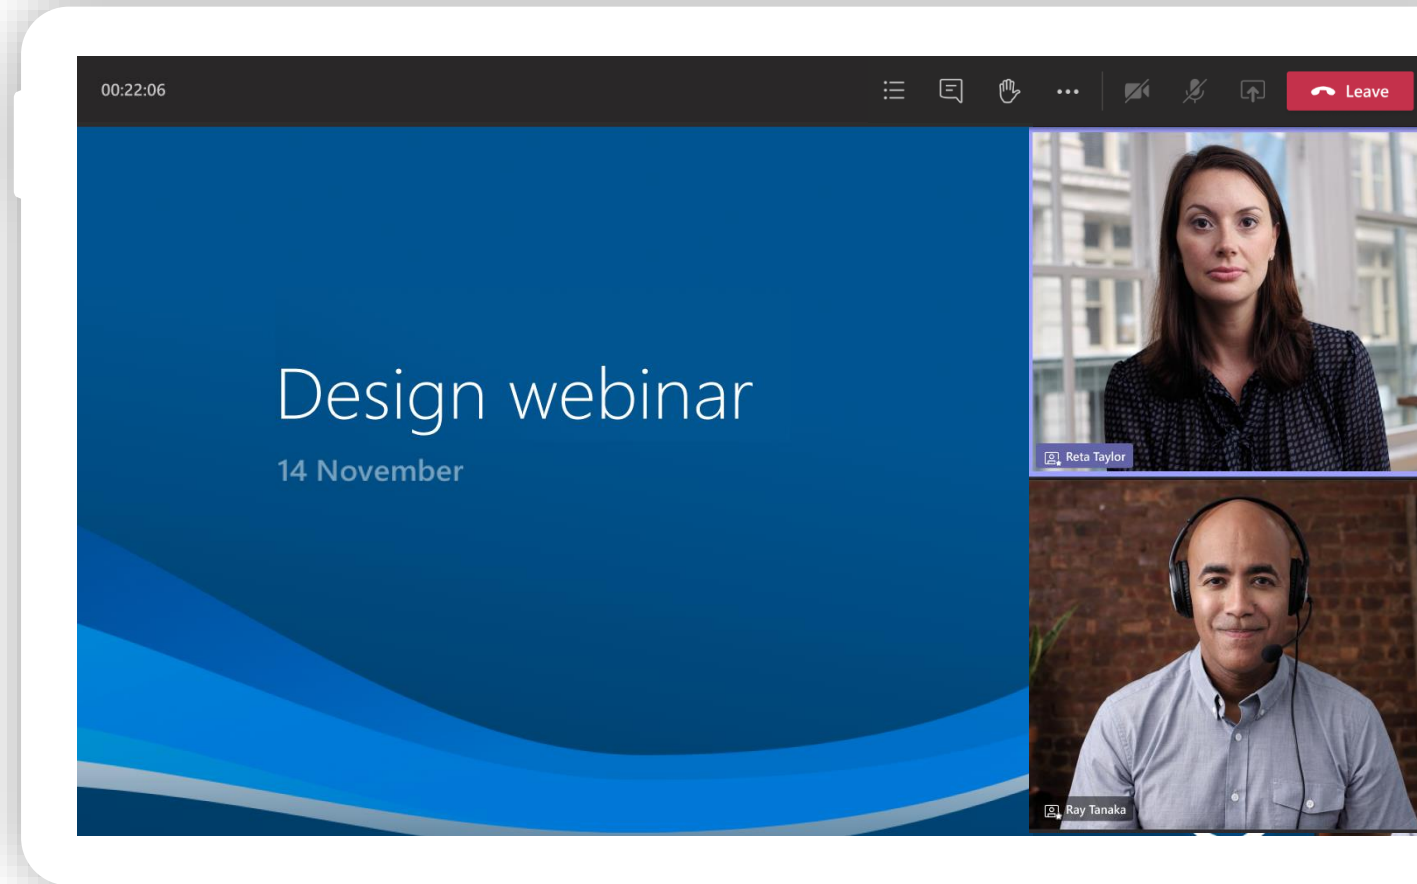 00:22:06
Leave
Design webinar
14 November
Reta Taylor
Ray Tanaka